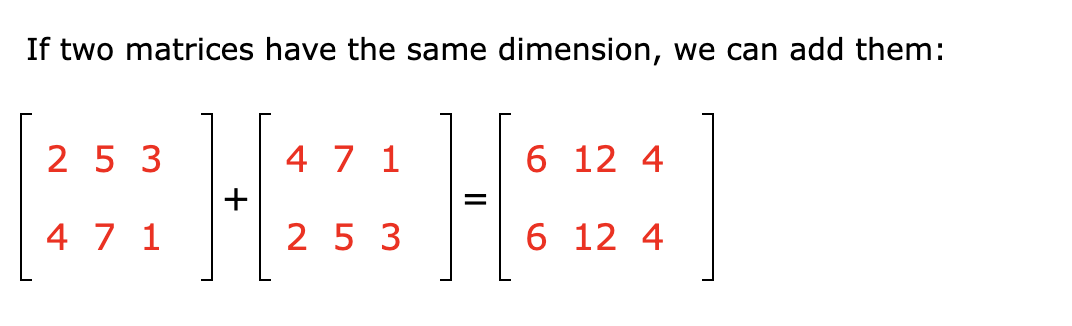 If two matrices have the same dimension, we can add them:
2 5 3 4 7 1 6 12 4
+ =
4 7 1 2 5 3 6 12 4